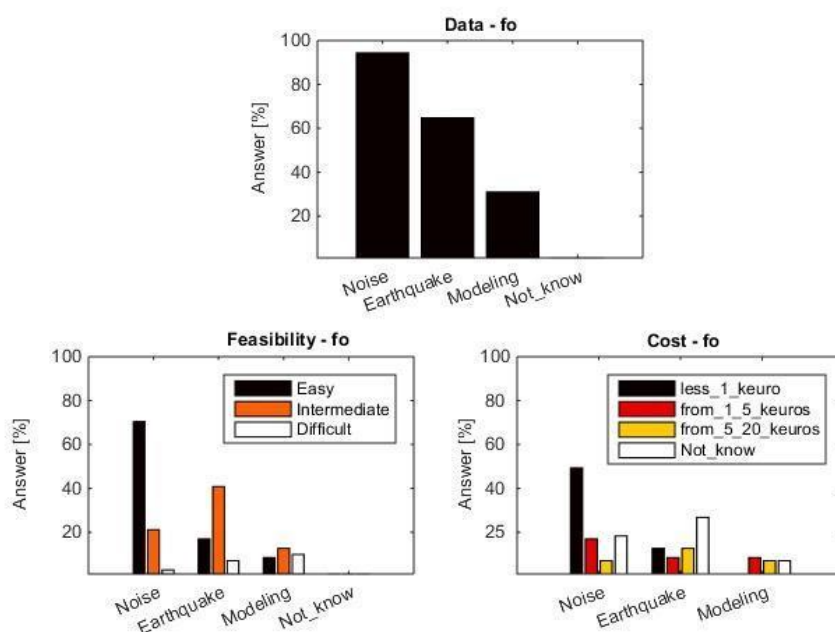 Data - fo
100
80
60
40
20
Answer [%]
Noise
Earthquake
Modeling
Not_know
Feasibility - fo
100
80
60
40
20
Answer [%]
Easy
Intermediate
Difficult
Noise
Earthquake
Modeling
Not_know
Cost - fo
100
80
60
40
25
Answer [%]
less_1_keuro
from_1_5_keuros
from_5_20_keuros
Not_know
Noise
Earthquake
Modeling